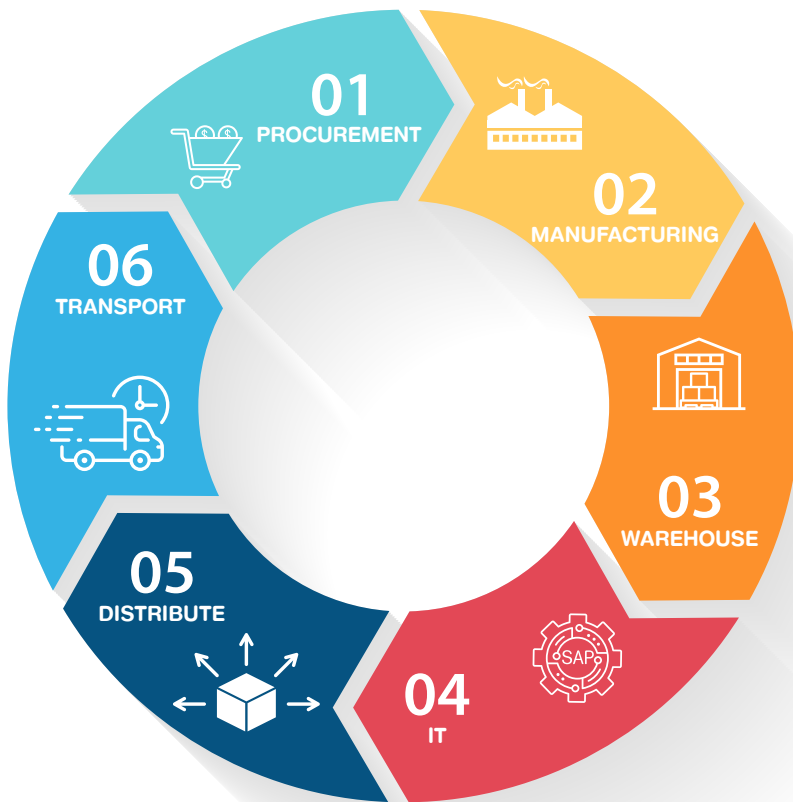 01
PROCUREMENT
02
MANUFACTURING
03
WAREHOUSE
04
IT
SAP
05
DISTRIBUTE
06
TRANSPORT